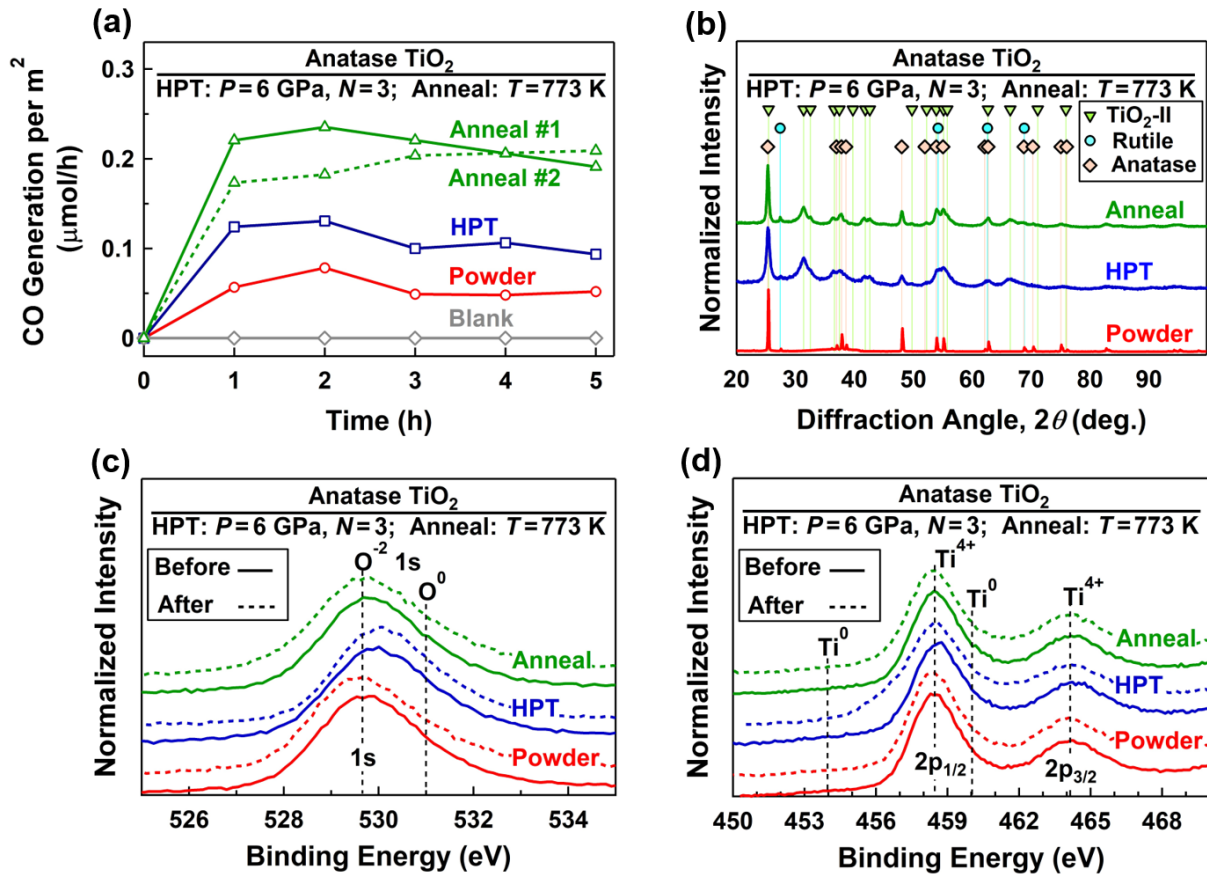 (a)
Anatase TiO₂
HPT: P = 6 GPa, N = 3; Anneal: T = 773 K
CO Generation per m²
(μmol/h)
0.3
0.2
0.1
0
Anneal #1
Anneal #2
HPT
Powder
Blank
0 1 2 3 4 5
Time (h)
(b)
Anatase TiO₂
HPT: P = 6 GPa, N = 3; Anneal: T = 773 K
TiO₂-II
Rutile
Anatase
Normalized Intensity
Anneal
HPT
Powder
20 30 40 50 60 70 80 90
Diffraction Angle, 2θ (deg.)
(c)
Anatase TiO₂
HPT: P = 6 GPa, N = 3; Anneal: T = 773 K
Before
After
O⁻² 1s
O⁰
Normalized Intensity
Anneal
HPT
Powder
1s
526 528 530 532 534
Binding Energy (eV)
(d)
Anatase TiO₂
HPT: P = 6 GPa, N = 3; Anneal: T = 773 K
Before
After
Ti⁴⁺
Ti⁰
Ti⁴⁺
Ti⁰
Normalized Intensity
Anneal
HPT
Powder
2p₁/₂
2p₃/₂
450 453 456 459 462 465 468
Binding Energy (eV)